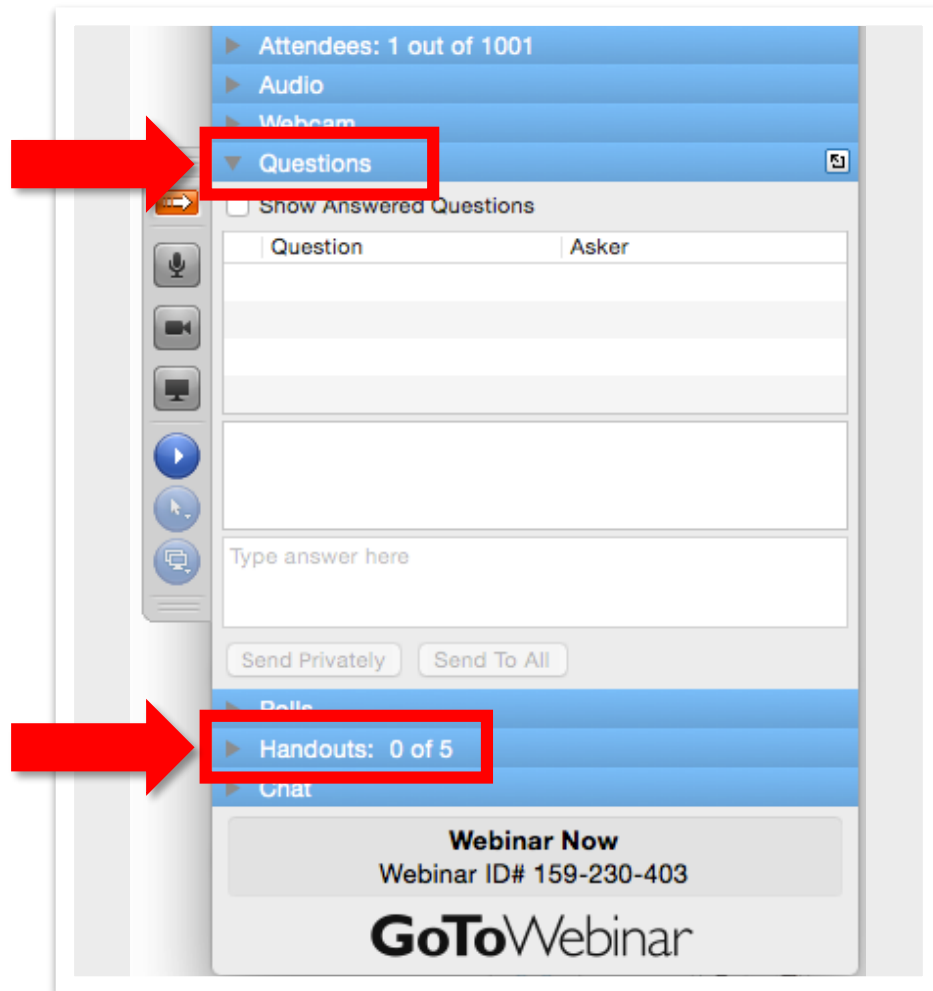 Attendees: 1 out of 1001
Audio
Webcam
Questions
Show Answered Questions
Question Asker
Type answer here
Send Privately Send To All
Polls
Handouts: 0 of 5
Chat
Webinar Now
Webinar ID# 159-230-403
GoToWebinar